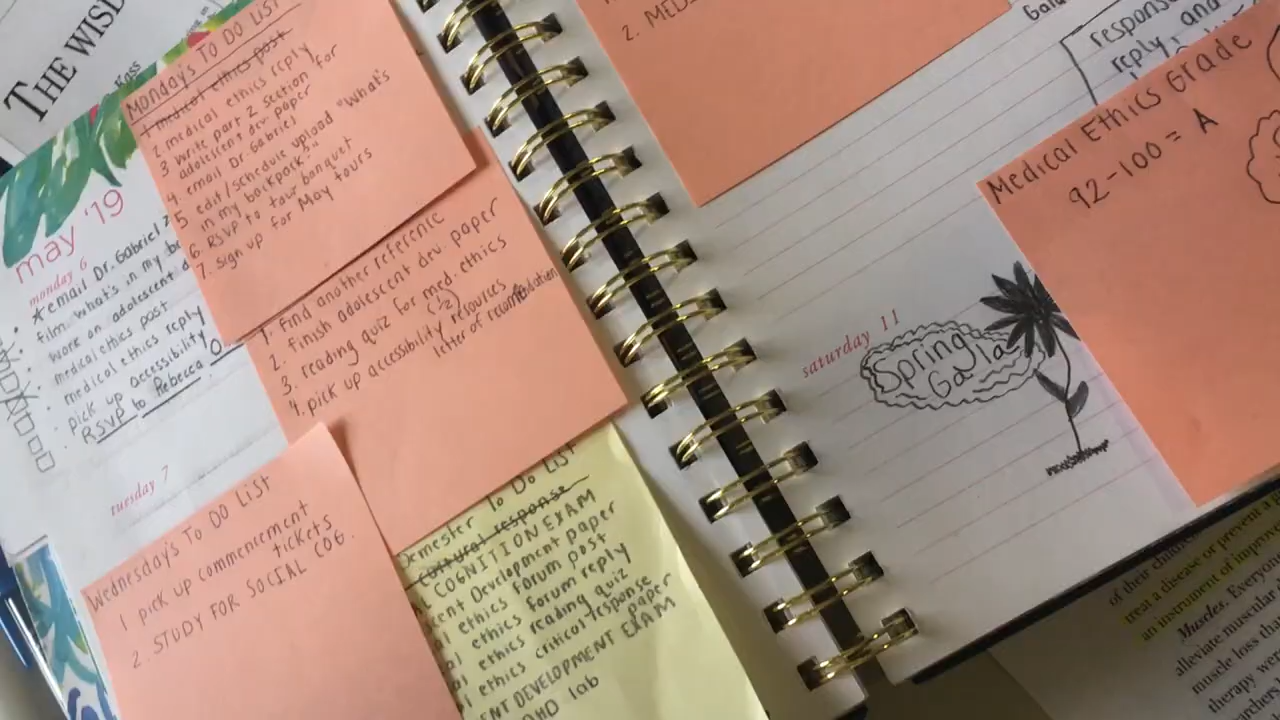 THE WISD
Kass
Mondays To DO LIST
1 medical ethics post
2 medical ethics reply
3 write part 2 section for
adolescent dev. paper
4. email Dr. Gabriel
5 edit/schedule upload "what's
in my backpack"
6. RSVP to tour banquet
7. sign up for May tours
may '19
monday 6
email Dr. Gabriel
film: what's in my
work on adolescent
medical ethics post
medical ethics reply
pick up accessibility
RSVP to Rebecca O
tuesday 7
1. find another reference
2. finish adolescent dev. paper
3. reading quiz for med. ethics
(1/2)
4. pick up accessibility resources
letter of recommendation
Wednesdays To DO LIST
1 pick up commencement
tickets
2. STUDY FOR SOCIAL
COG.
Semester To Do List
cultural response
COGNITION EXAM
Development paper
ethics forum post
ethics forum reply
ethics reading quiz
ethics critical response
paper
DEVELOPMENT EXAM
lab
2.
response
and
reply
Medical Ethics Grade
92-100 = A
saturday 11
Spring
Gala
of their children
treat a disease or prevent a
an instrument of improve
Muscles. Everyone
alleviate muscular
muscle loss tha
therapy wer